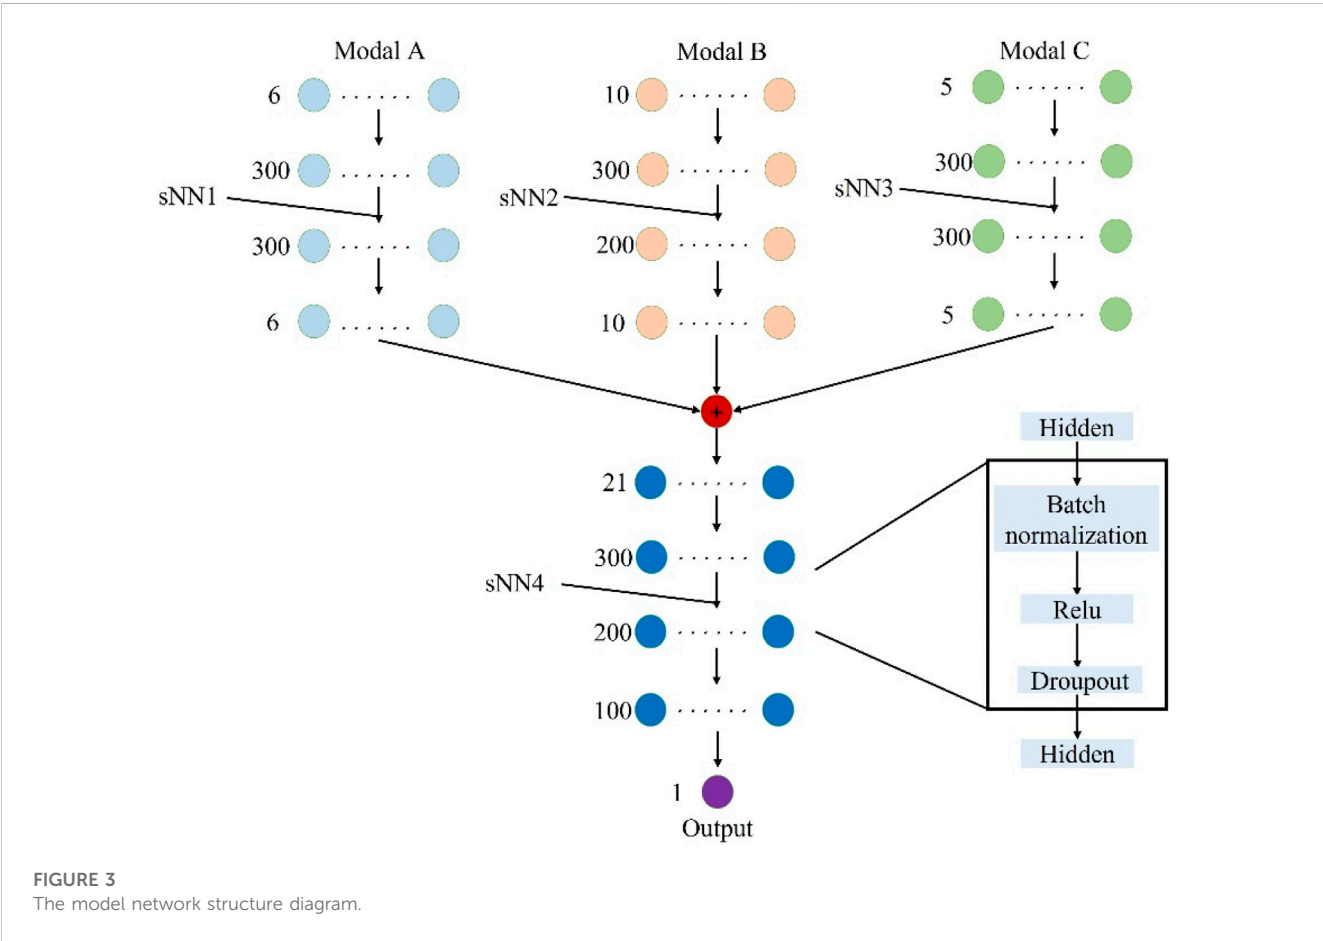 Modal A
6
300
sNN1
300
6
Modal B
10
300
sNN2
200
10
Modal C
5
300
sNN3
300
5
+
21
300
sNN4
200
100
1
Output
Hidden
Batch
normalization
Relu
Droupout
Hidden
FIGURE 3
The model network structure diagram.